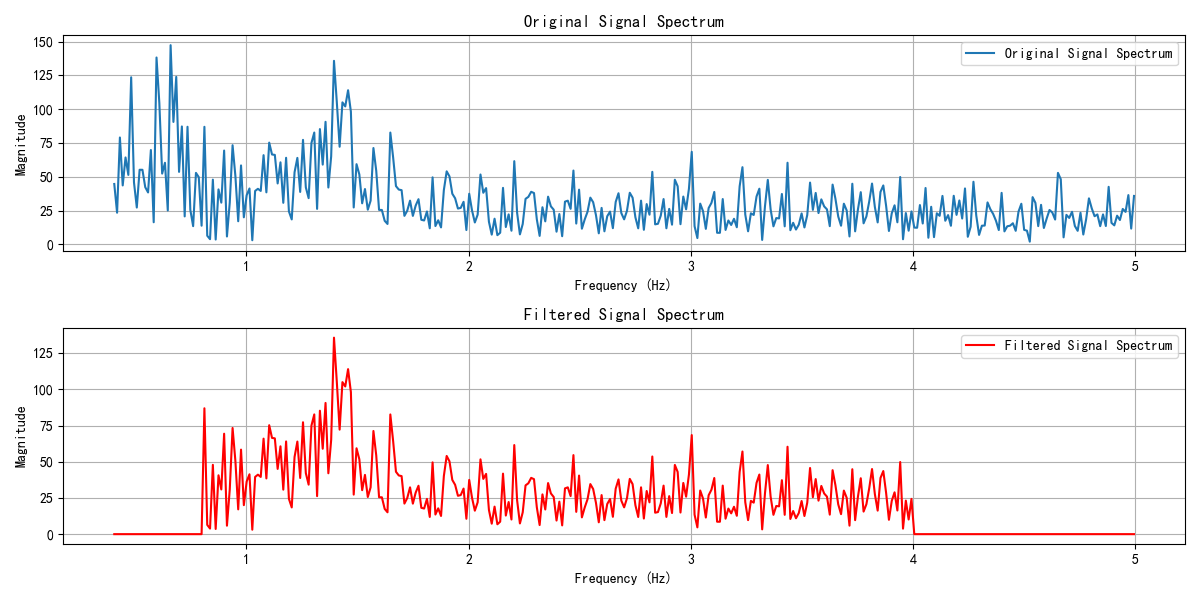 Original Signal Spectrum
Original Signal Spectrum
150
125
100
75
50
25
0
Magnitude
1 2 3 4 5
Frequency (Hz)
Filtered Signal Spectrum
Filtered Signal Spectrum
125
100
75
50
25
0
Magnitude
1 2 3 4 5
Frequency (Hz)